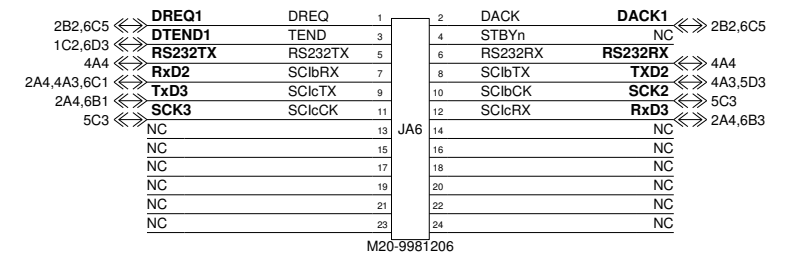 DREQ1 DREQ 1 2 DACK DACK1
2B2,6C5 2B2,6C5
DTEND1 TEND 3 4 STBYn NC
1C2,6D3
RS232TX RS232TX 5 6 RS232RX RS232RX
4A4 4A4
RxD2 SCIbRX 7 8 SCIbTX TXD2
2A4,4A3,6C1 4A3,5D3
TxD3 SCIcTX 9 10 SCIbCK SCK2
2A4,6B1 5C3
SCK3 SCIcCK 11 12 SCIcRX RxD3
5C3 2A4,6B3
NC 13 JA6 14 NC
NC 15 16 NC
NC 17 18 NC
NC 19 20 NC
NC 21 22 NC
NC 23 24 NC
M20-9981206